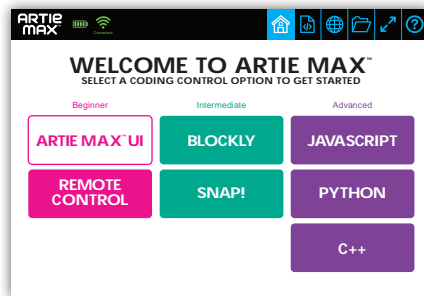 ARTIE
MAX
Connected
WELCOME TO ARTIE MAX™
SELECT A CODING CONTROL OPTION TO GET STARTED
Beginner
Intermediate
Advanced
ARTIE MAX™ UI
BLOCKLY
JAVASCRIPT
REMOTE
CONTROL
SNAP!
PYTHON
C++